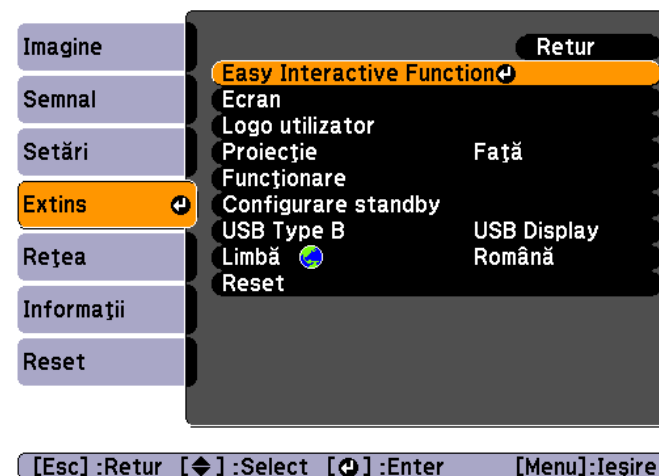 Imagine
Semnal
Setări
Extins
Reţea
Informaţii
Reset
Retur
Easy Interactive Function
Ecran
Logo utilizator
Proiecţie Faţă
Funcţionare
Configurare standby
USB Type B USB Display
Limbă Română
Reset
[Esc] :Retur [◆] :Select [⏎] :Enter [Menu]:Ieşire